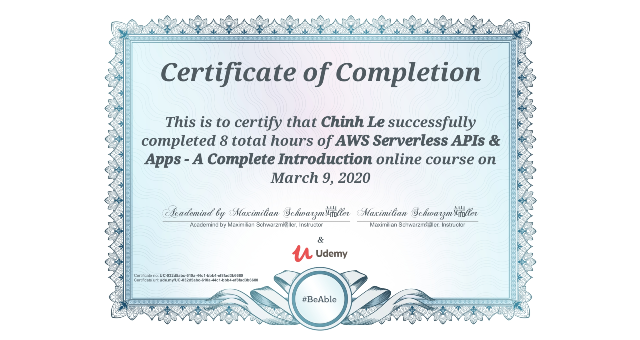 Certificate of Completion
This is to certify that Chinh Le successfully
completed 8 total hours of AWS Serverless APIs &
Apps - A Complete Introduction online course on
March 9, 2020
Academind by Maximilian Schwarzmüller Maximilian Schwarzmüller
Academind by Maximilian Schwarzmüller, Instructor Maximilian Schwarzmüller, Instructor
&
Udemy
Certificate no:
Certificate url:
#BeAble